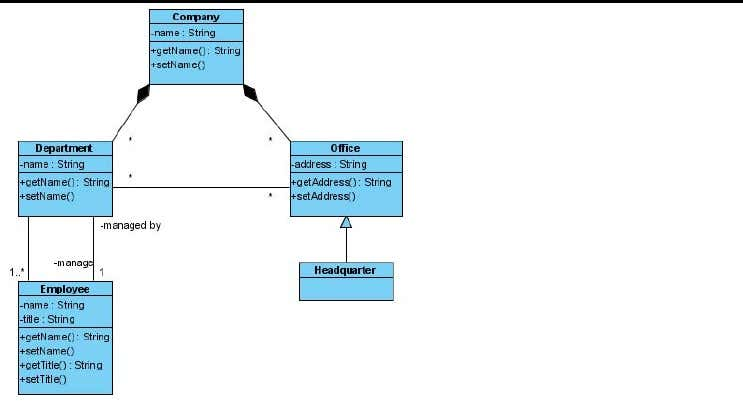 Company
-name : String
+getName() : String
+setName()
*
*
Department
-name : String
+getName() : String
+setName()
Office
-address : String
+getAddress() : String
+setAddress()
*
*
-managed by
-manage
1..*
1
Headquarter
Employee
-name : String
-title : String
+getName() : String
+setName()
+getTitle() : String
+setTitle()